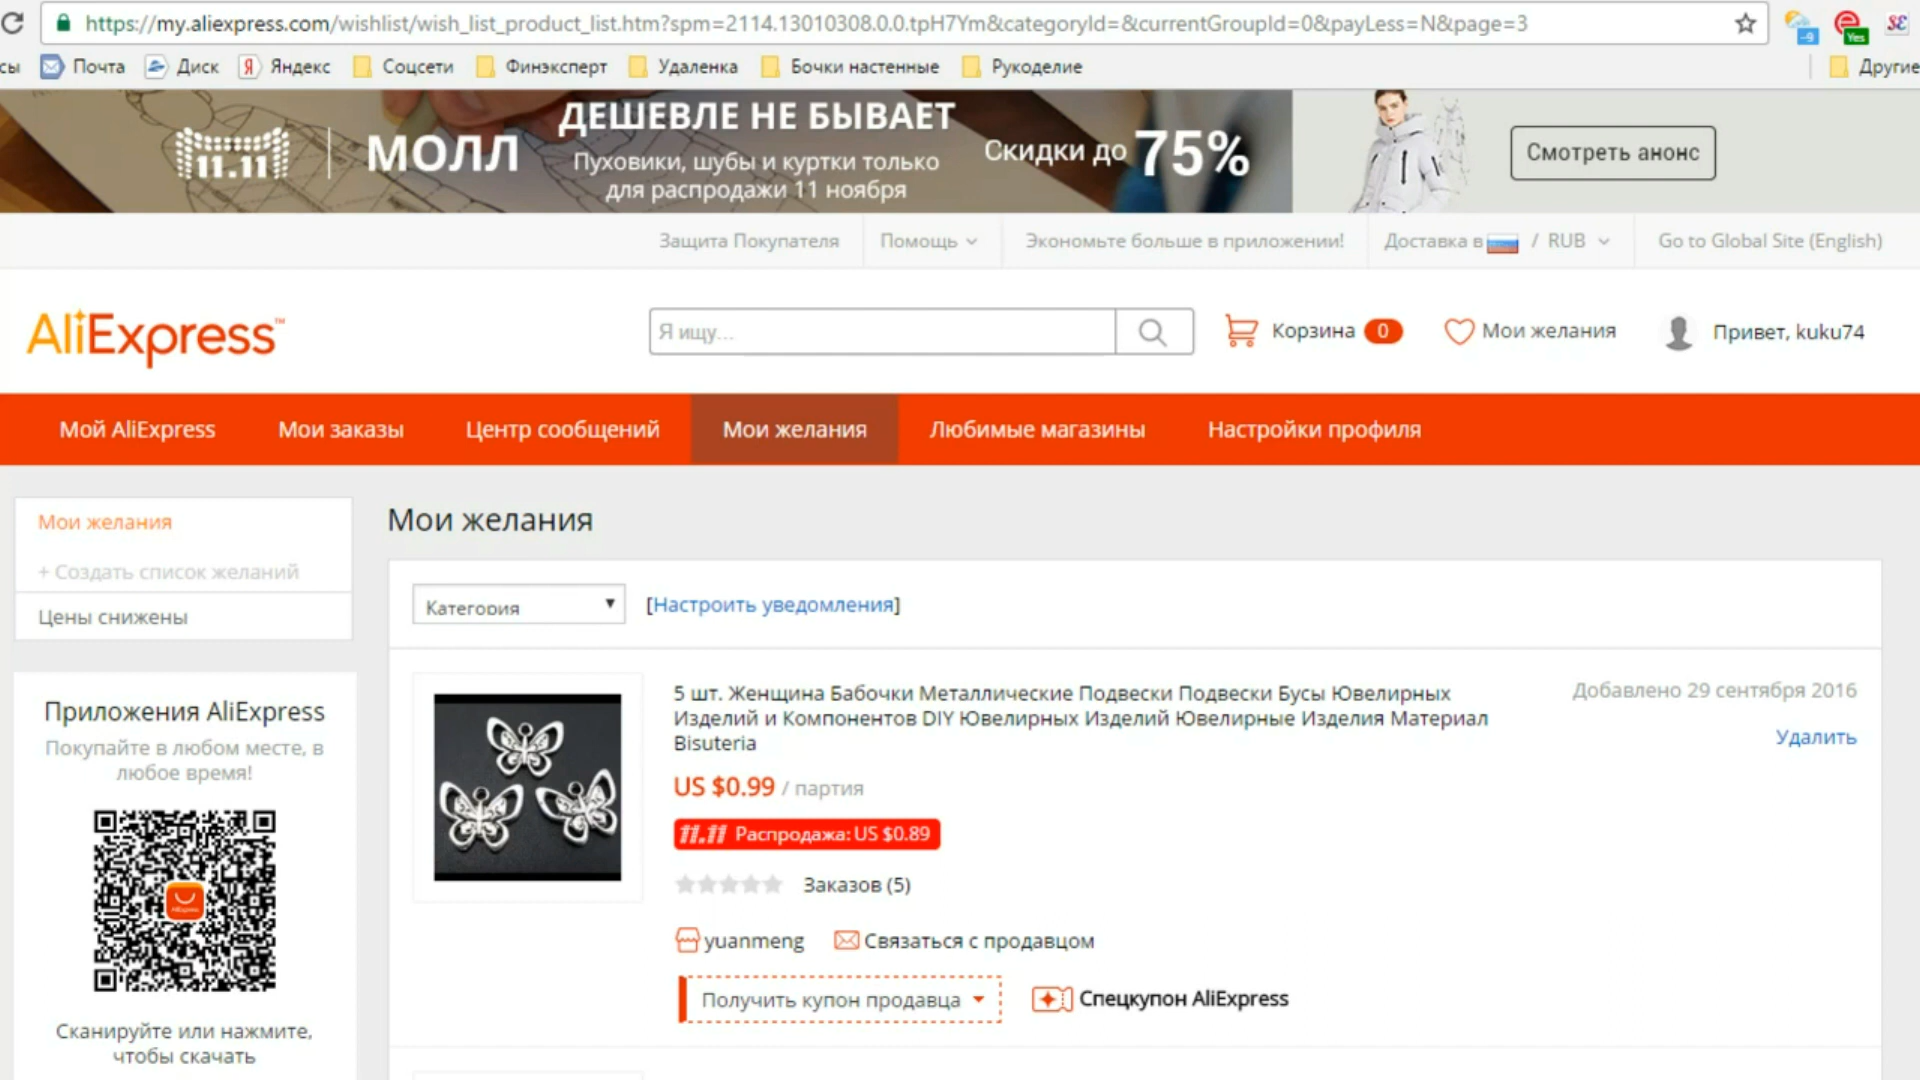 https://my.aliexpress.com/wishlist/wish_list_product_list.htm?spm=2114.13010308.0.0.tpH7Ym&categoryId=&currentGroupId=0&payLess=N&page=3
-9
Yes
SE
сы Почта Диск Я Яндекс Соцсети Финэксперт Удаленка Бочки настенные Рукоделие Другие
11.11 МОЛЛ
ДЕШЕВЛЕ НЕ БЫВАЕТ
Пуховики, шубы и куртки только
для распродажи 11 ноября
Скидки до 75%
Смотреть анонс
Защита Покупателя Помощь Экономьте больше в приложении! Доставка в / RUB Go to Global Site (English)
AliExpress™
Я ищу...
Корзина 0
Мои желания
Привет, kuku74
Мой AliExpress Мои заказы Центр сообщений Мои желания Любимые магазины Настройки профиля
Мои желания
+ Создать список желаний
Цены снижены
Приложения AliExpress
Покупайте в любом месте, в
любое время!
Сканируйте или нажмите,
чтобы скачать
Мои желания
Категория
[Настроить уведомления]
5 шт. Женщина Бабочки Металлические Подвески Подвески Бусы Ювелирных
Изделий и Компонентов DIY Ювелирных Изделий Ювелирные Изделия Материал
Bisuteria
Добавлено 29 сентября 2016
Удалить
US $0.99 / партия
11.11 Распродажа: US $0.89
Заказов (5)
yuanmeng Связаться с продавцом
Получить купон продавца
Спецкупон AliExpress